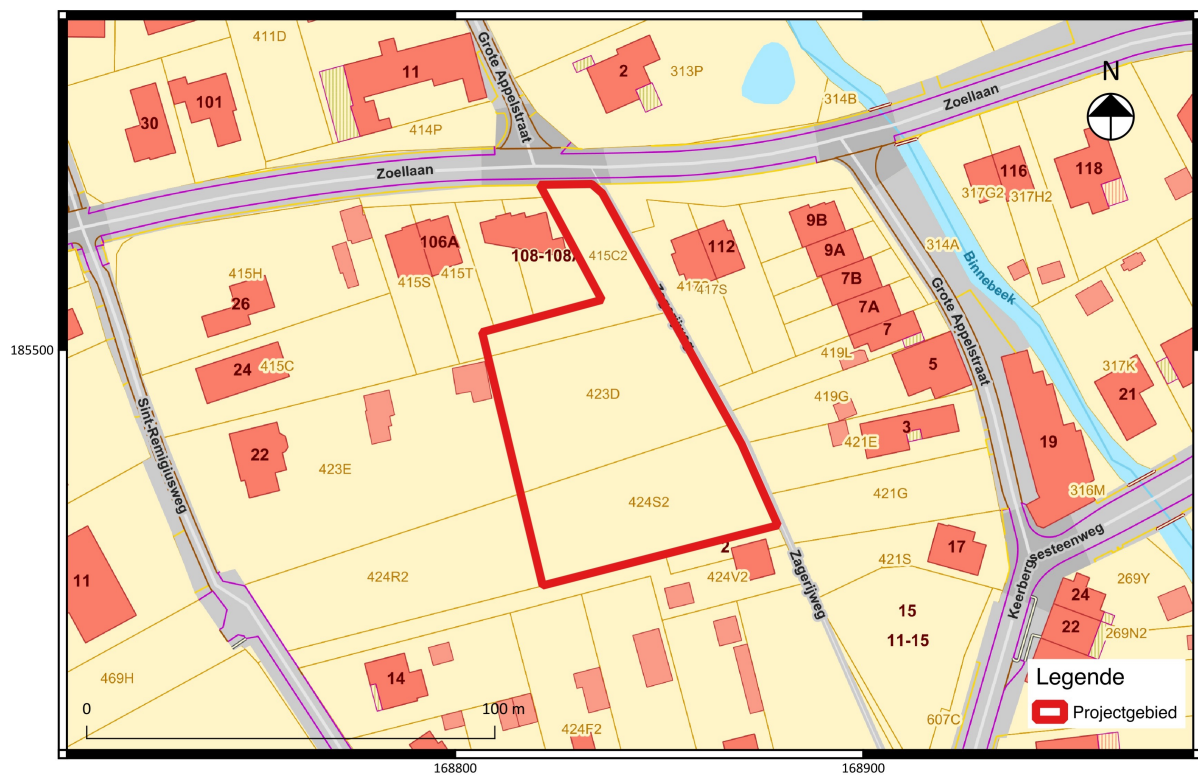 411D
Grote Appelstraat
11
2
313P
101
30
314B
Zoellaan
N
414P
Zoellaan
116
118
317G2
317H2
9B
106A
112
108-108
415C2
9A
314A
415H
415S
415T
417S
7B
Binnebeek
26
7A
Zagerijweg
Grote Appelstraat
7
185500
419L
24
415C
5
317K
423D
419G
21
Sint-Remigiusweg
3
421E
19
22
423E
424S2
421G
316M
2
17
Keerbergsesteenweg
11
424R2
424V2
Zagerijweg
421S
269Y
24
15
22
11-15
269N2
469H
14
Legende
Projectgebied
0
100 m
424F2
607C
168800
168900